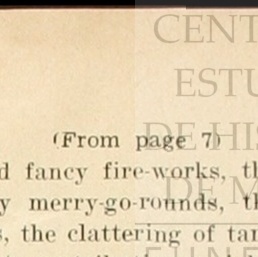 CENT
ESTU
(From page 7)
DE HIS
d fancy fire-works, th
DE M
y merry-go-rounds, th
s, the clattering of tar